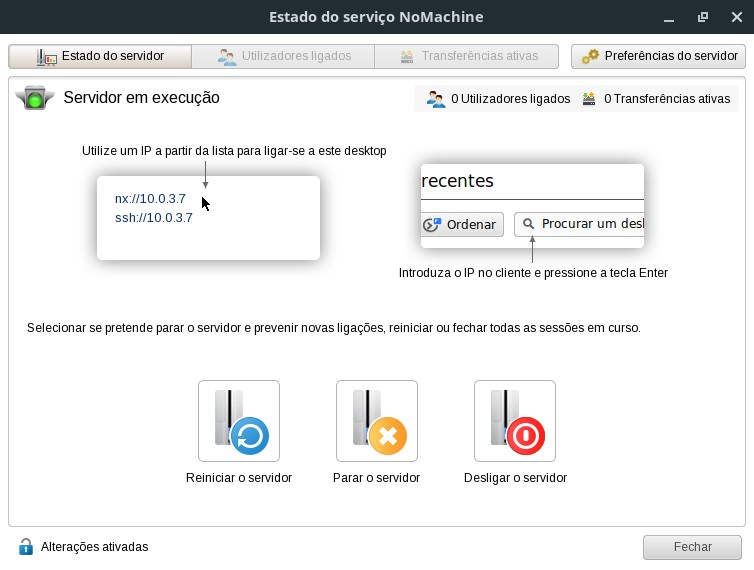 Estado do serviço NoMachine
Estado do servidor
Utilizadores ligados
Transferências ativas
Preferências do servidor
Servidor em execução
0 Utilizadores ligados
0 Transferências ativas
Utilize um IP a partir da lista para ligar-se a este desktop
nx://10.0.3.7
ssh://10.0.3.7
recentes
Ordenar
Procurar um des
Introduza o IP no cliente e pressione a tecla Enter
Selecionar se pretende parar o servidor e prevenir novas ligações, reiniciar ou fechar todas as sessões em curso.
Reiniciar o servidor
Parar o servidor
Desligar o servidor
Alterações ativadas
Fechar